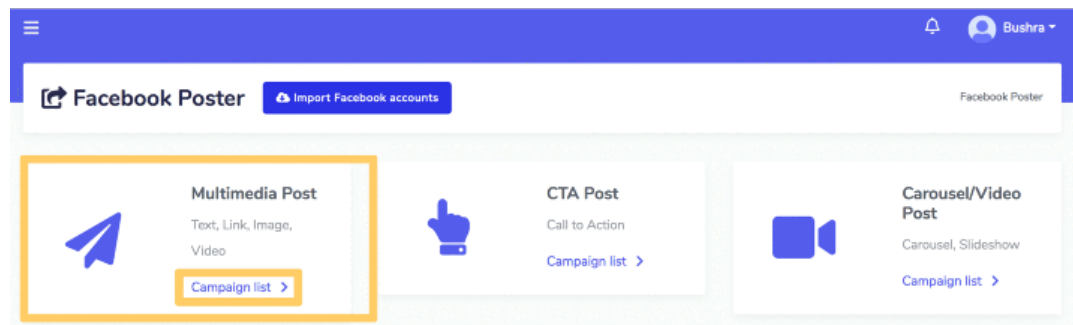 Bushra
Facebook Poster
Import Facebook accounts
Facebook Poster
Multimedia Post
Text, Link, Image,
Video
Campaign list
CTA Post
Call to Action
Campaign list
Carousel/Video
Post
Carousel, Slideshow
Campaign list